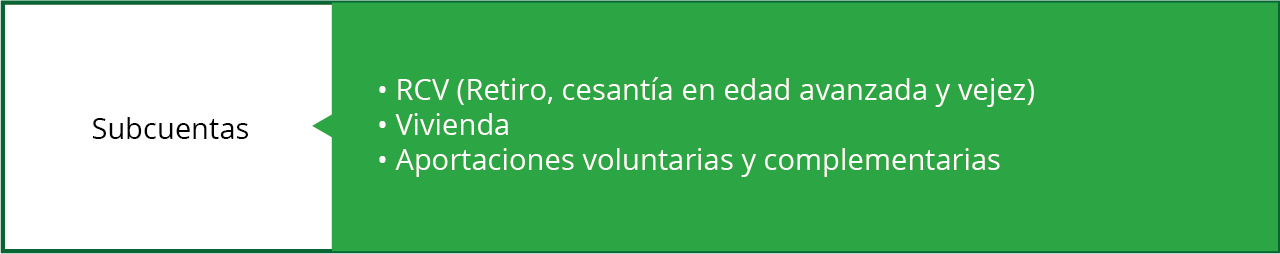 Subcuentas
• RCV (Retiro, cesantía en edad avanzada y vejez)
• Vivienda
• Aportaciones voluntarias y complementarias